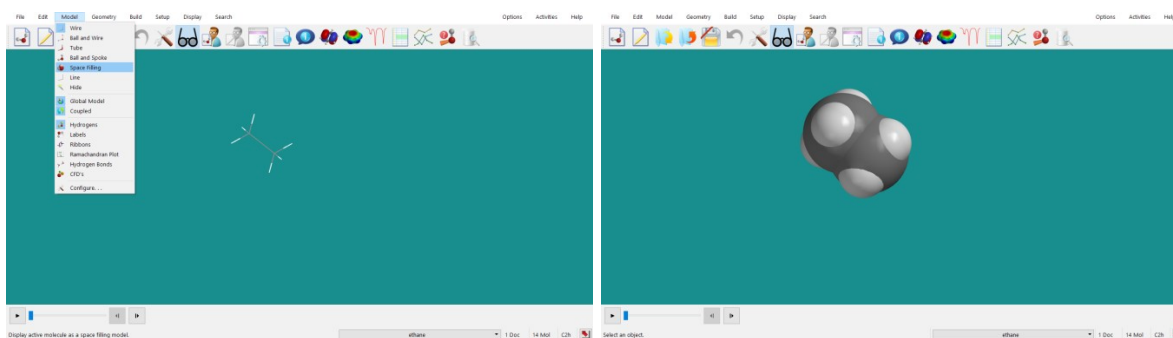 File Edit Model Geometry Build Setup Display Search Options Activities Help
Wire
Ball and Wire
Tube
Ball and Spoke
Space Filling
Line
Hide
Global Model
Coupled
Hydrogens
Labels
Ribbons
Ramachandran Plot
Hydrogen Bonds
CFD's
Configure. . .
Display active molecule as a space filling model. ethane 1 Doc 14 Mol C2h
File Edit Model Geometry Build Setup Display Search Options Activities Hel
Select an object. ethane 1 Doc 14 Mol C2h